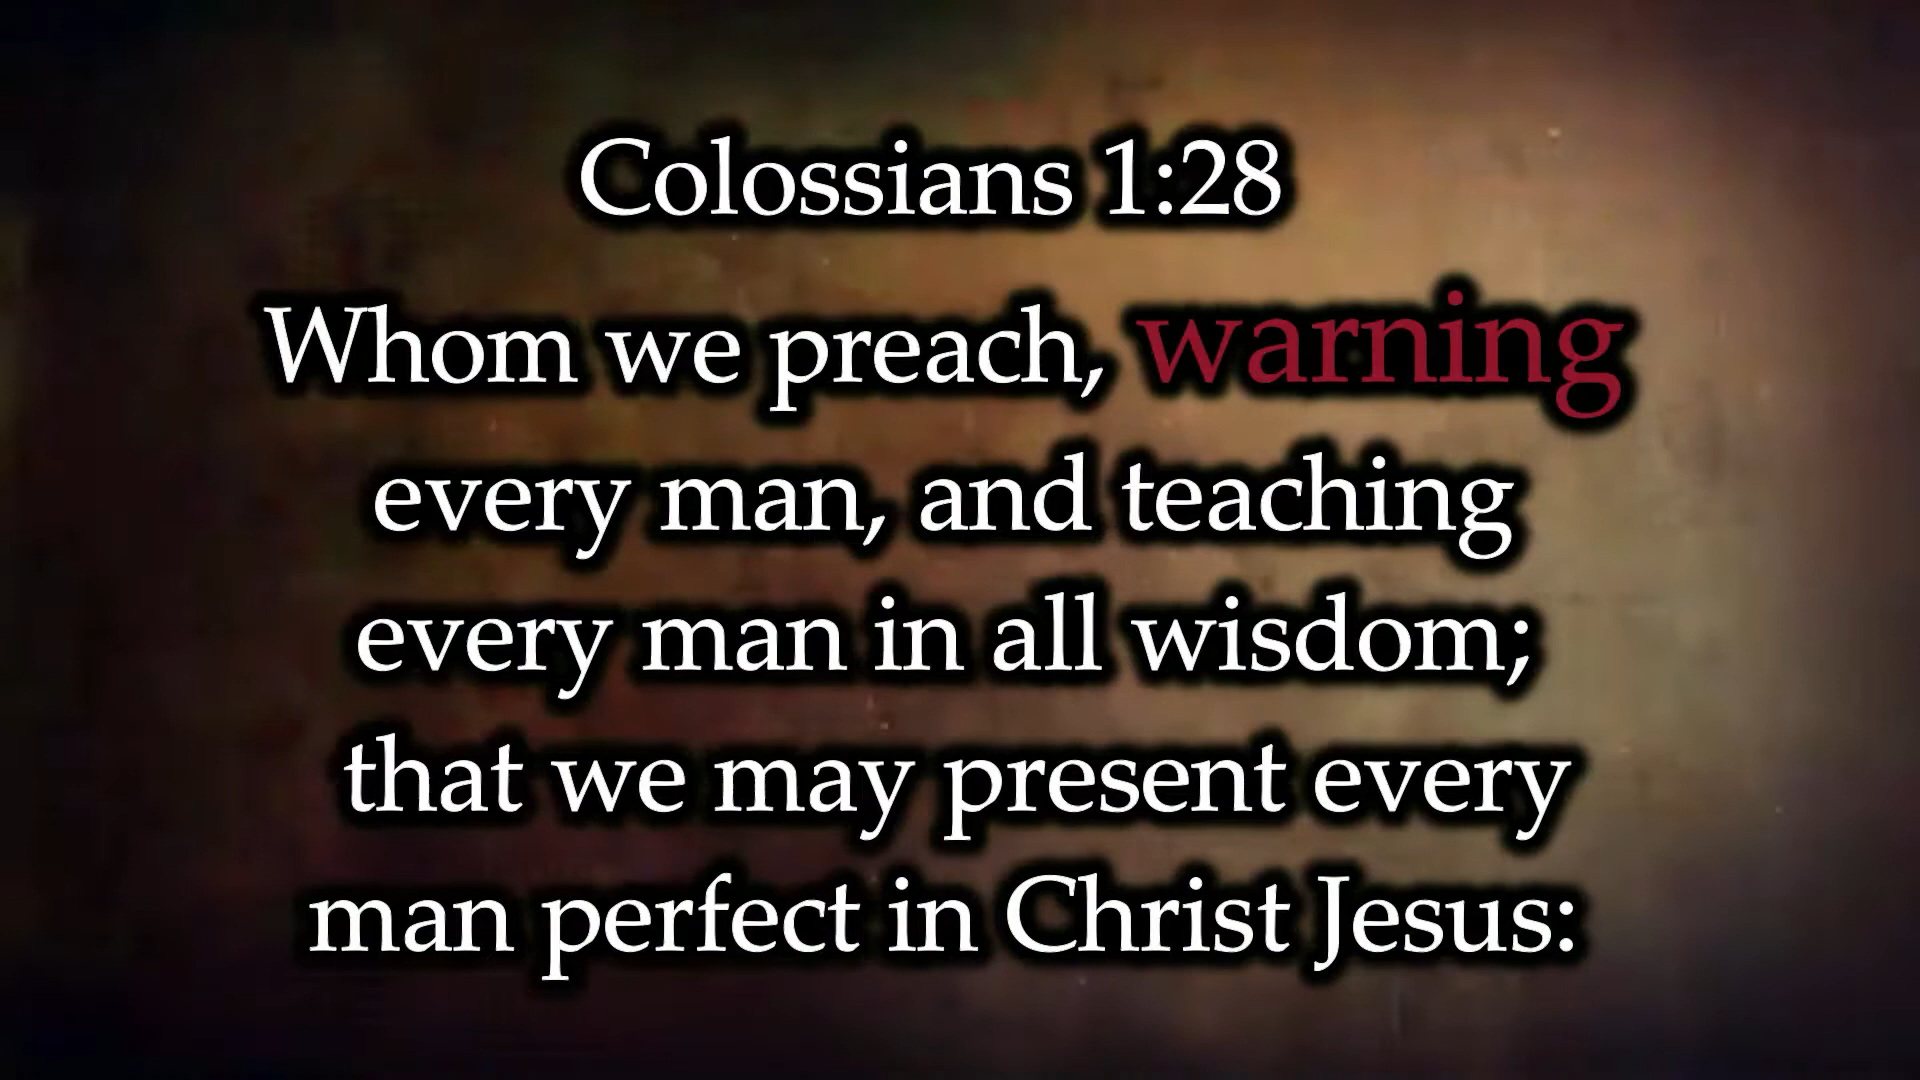 Colossians 1:28
Whom we preach, warning
every man, and teaching
every man in all wisdom;
that we may present every
man perfect in Christ Jesus: